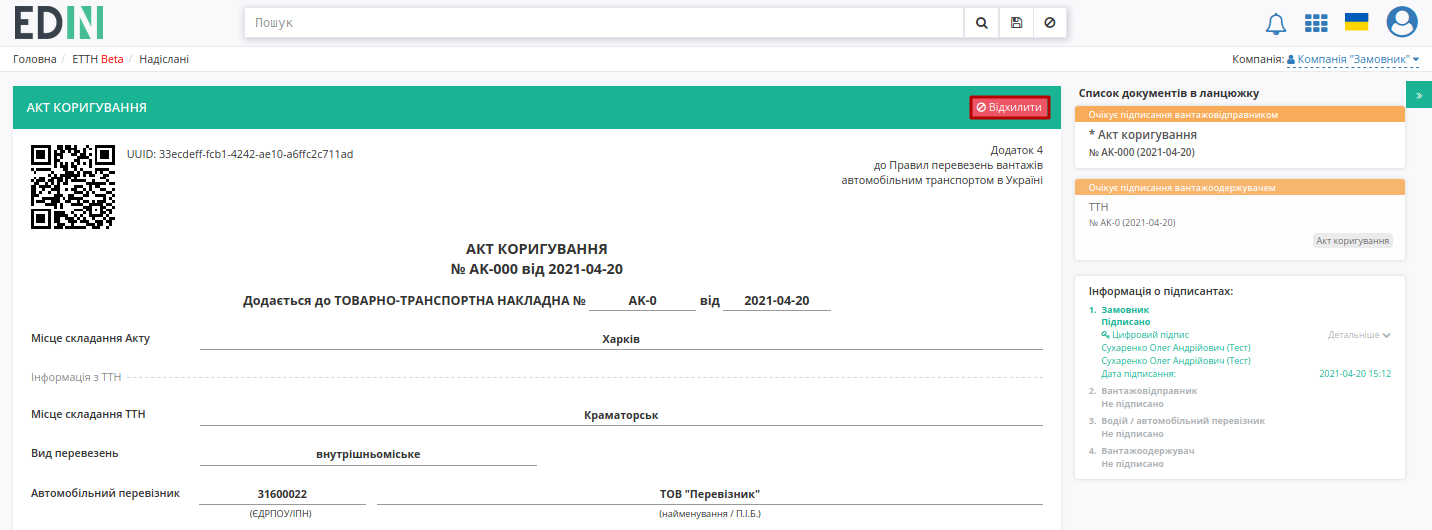 EDIN
Пошук
Головна / ЕТТН Beta / Надіслані
Компанія: Компанія "Замовник"
АКТ КОРИГУВАННЯ
Відхилити
UUID: 33ecdeff-fcb1-4242-ae10-a6ffc2c711ad
Додаток 4
до Правил перевезень вантажів
автомобільним транспортом в Україні
АКТ КОРИГУВАННЯ
№ АК-000 від 2021-04-20
Додається до ТОВАРНО-ТРАНСПОРТНА НАКЛАДНА № АК-0 від 2021-04-20
Місце складання Акту Харків
Інформація з ТТН
Місце складання ТТН Краматорськ
Вид перевезень внутрішньоміське
Автомобільний перевізник 31600022 ТОВ "Перевізник"
(ЄДРПОУ/ІПН) (найменування / П.І.Б.)
Список документів в ланцюжку
»
Очікує підписання вантажовідправником
* Акт коригування
№ АК-000 (2021-04-20)
Очікує підписання вантажоодержувачем
ТТН
№ АК-0 (2021-04-20)
Акт коригування
Інформація о підписантах:
1. Замовник
Підписано
Цифровий підпис Детальніше
Сухаренко Олег Андрійович (Тест)
Сухаренко Олег Андрійович (Тест)
Дата підписання: 2021-04-20 15:12
2. Вантажовідправник
Не підписано
3. Водій / автомобільний перевізник
Не підписано
4. Вантажоодержувач
Не підписано